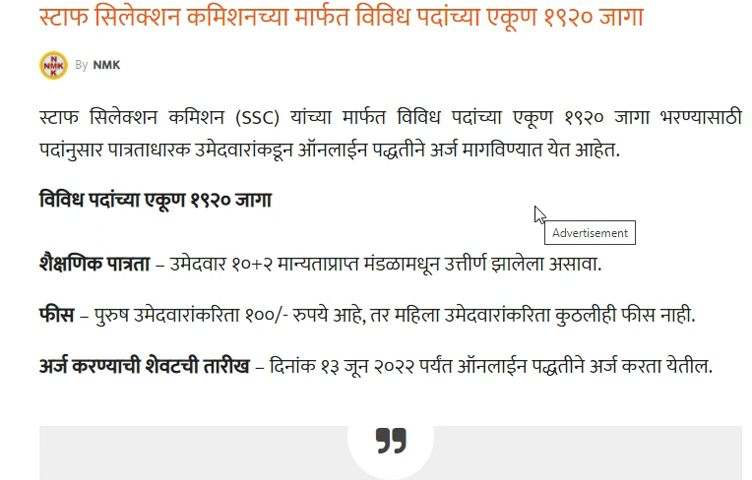 स्टाफ सिलेक्शन कमिशनच्या मार्फत विविध पदांच्या एकूण १९२० जागा
N
NMK
K
By NMK
स्टाफ सिलेक्शन कमिशन (SSC) यांच्या मार्फत विविध पदांच्या एकूण १९२० जागा भरण्यासाठी
पदांनुसार पात्रताधारक उमेदवारांकडून ऑनलाईन पद्धतीने अर्ज मागविण्यात येत आहेत.
विविध पदांच्या एकूण १९२० जागा
Advertisement
शैक्षणिक पात्रता – उमेदवार १०+२ मान्यताप्राप्त मंडळामधून उत्तीर्ण झालेला असावा.
फीस – पुरुष उमेदवारांकरिता १००/- रुपये आहे, तर महिला उमेदवारांकरिता कुठलीही फीस नाही.
अर्ज करण्याची शेवटची तारीख – दिनांक १३ जून २०२२ पर्यंत ऑनलाईन पद्धतीने अर्ज करता येतील.